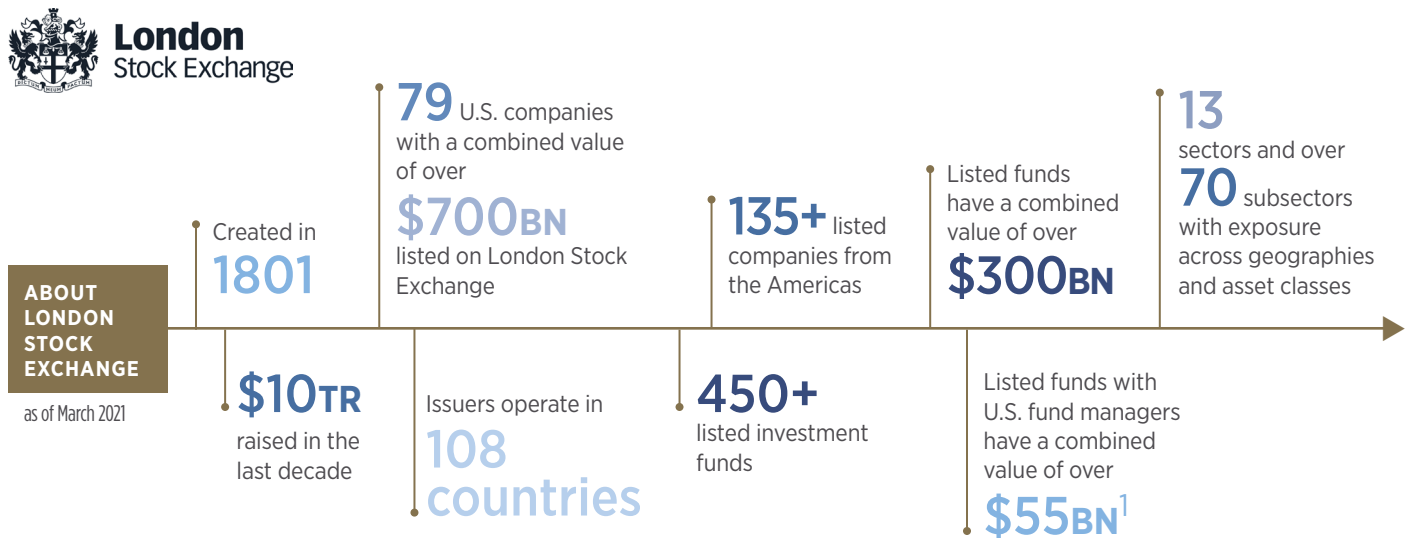 London
Stock Exchange
ABOUT
LONDON
STOCK
EXCHANGE
as of March 2021
Created in
1801
$10TR
raised in the
last decade
79 U.S. companies
with a combined value
of over
$700BN
listed on London Stock
Exchange
Issuers operate in
108
countries
450+
listed investment
funds
135+ listed
companies from
the Americas
Listed funds
have a combined
value of over
$300BN
Listed funds with
U.S. fund managers
have a combined
value of over
$55BN1
13
sectors and over
70 subsectors
with exposure
across geographies
and asset classes